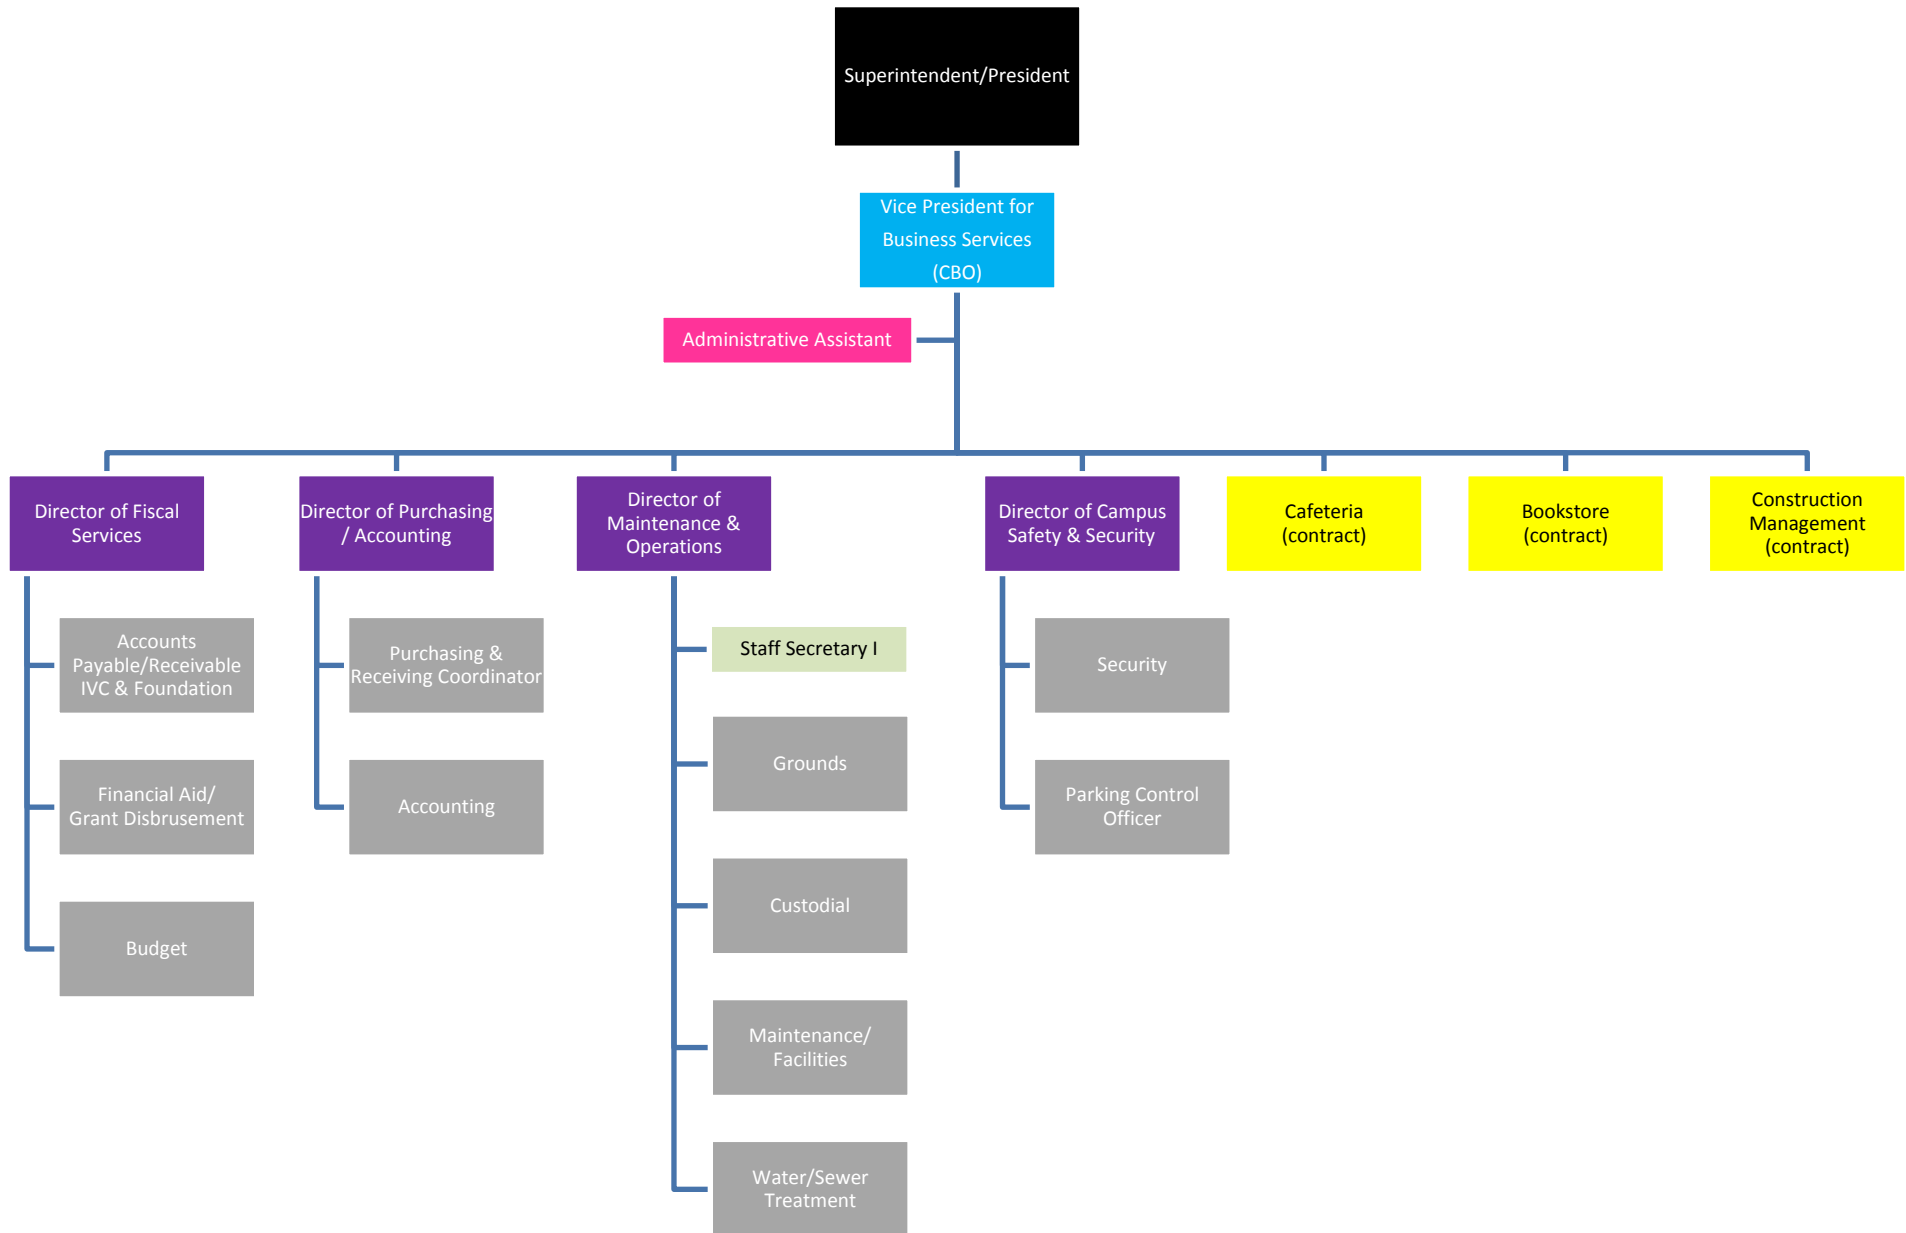 Superintendent/President
Vice President for
Business Services
(CBO)
Administrative Assistant
Director of Fiscal
Services
Director of Purchasing
/ Accounting
Director of
Maintenance &
Operations
Director of Campus
Safety & Security
Cafeteria
(contract)
Bookstore
(contract)
Construction
Management
(contract)
Accounts
Payable/Receivable
IVC & Foundation
Financial Aid/
Grant Disbrusement
Budget
Purchasing &
Receiving Coordinator
Accounting
Staff Secretary I
Grounds
Custodial
Maintenance/
Facilities
Water/Sewer
Treatment
Security
Parking Control
Officer